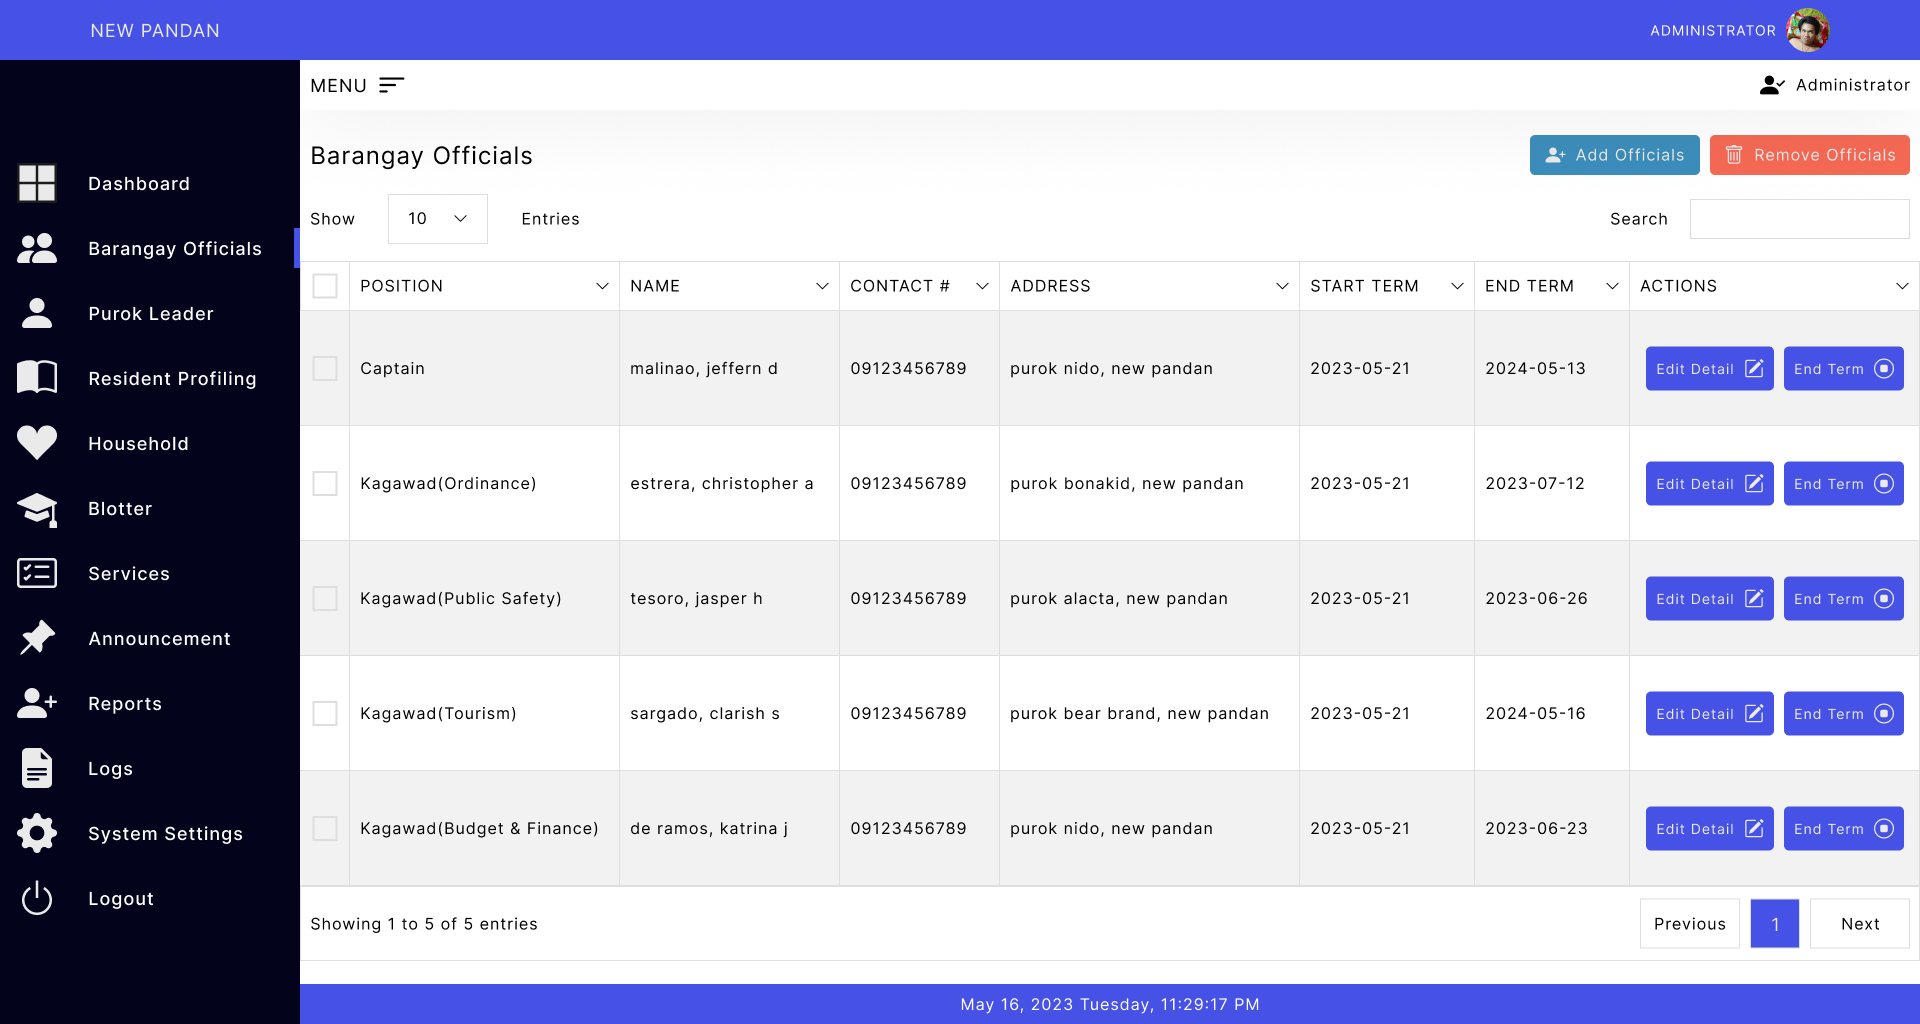 NEW PANDAN
ADMINISTRATOR
MENU
Administrator
Dashboard
Barangay Officials
Purok Leader
Resident Profiling
Household
Blotter
Services
Announcement
Reports
Logs
System Settings
Logout
Barangay Officials
Add Officials
Remove Officials
Show 10 Entries
Search
POSITION NAME CONTACT # ADDRESS START TERM END TERM ACTIONS
Captain malinao, jeffern d 09123456789 purok nido, new pandan 2023-05-21 2024-05-13 Edit Detail End Term
Kagawad(Ordinance) estrera, christopher a 09123456789 purok bonakid, new pandan 2023-05-21 2023-07-12 Edit Detail End Term
Kagawad(Public Safety) tesoro, jasper h 09123456789 purok alacta, new pandan 2023-05-21 2023-06-26 Edit Detail End Term
Kagawad(Tourism) sargado, clarish s 09123456789 purok bear brand, new pandan 2023-05-21 2024-05-16 Edit Detail End Term
Kagawad(Budget & Finance) de ramos, katrina j 09123456789 purok nido, new pandan 2023-05-21 2023-06-23 Edit Detail End Term
Showing 1 to 5 of 5 entries
Previous 1 Next
May 16, 2023 Tuesday, 11:29:17 PM